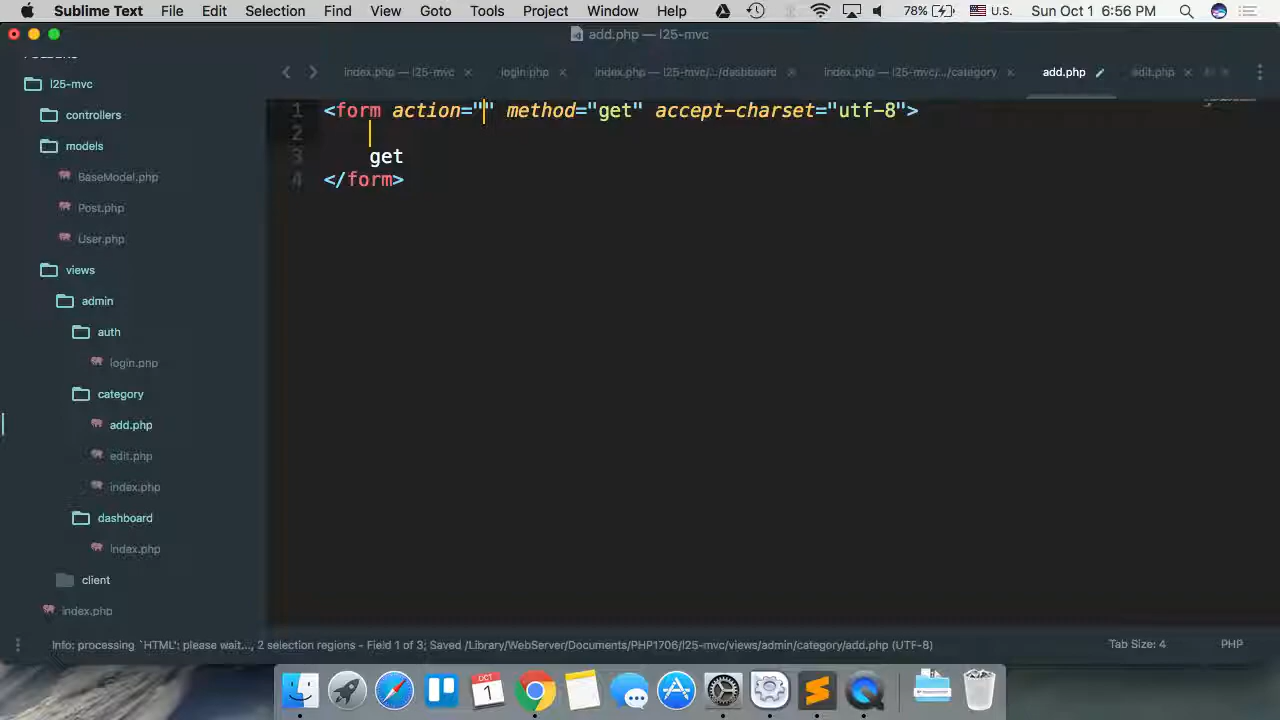 Sublime Text File Edit Selection Find View Goto Tools Project Window Help 78% U.S. Sun Oct 1 6:56 PM
add.php — l25-mvc
index.php — l25-mvc login.php index.php — l25-mvc/.../dashboard index.php — l25-mvc/.../category add.php edit.php
l25-mvc
controllers
models
BaseModel.php
Post.php
User.php
views
admin
auth
login.php
category
add.php
edit.php
index.php
dashboard
index.php
client
index.php
1 <form action="" method="get" accept-charset="utf-8">
2
3 get
4 </form>
Info: processing `HTML': please wait..., 2 selection regions - Field 1 of 3; Saved /Library/WebServer/Documents/PHP1706/l25-mvc/views/admin/category/add.php (UTF-8) Tab Size: 4 PHP
OCT
1